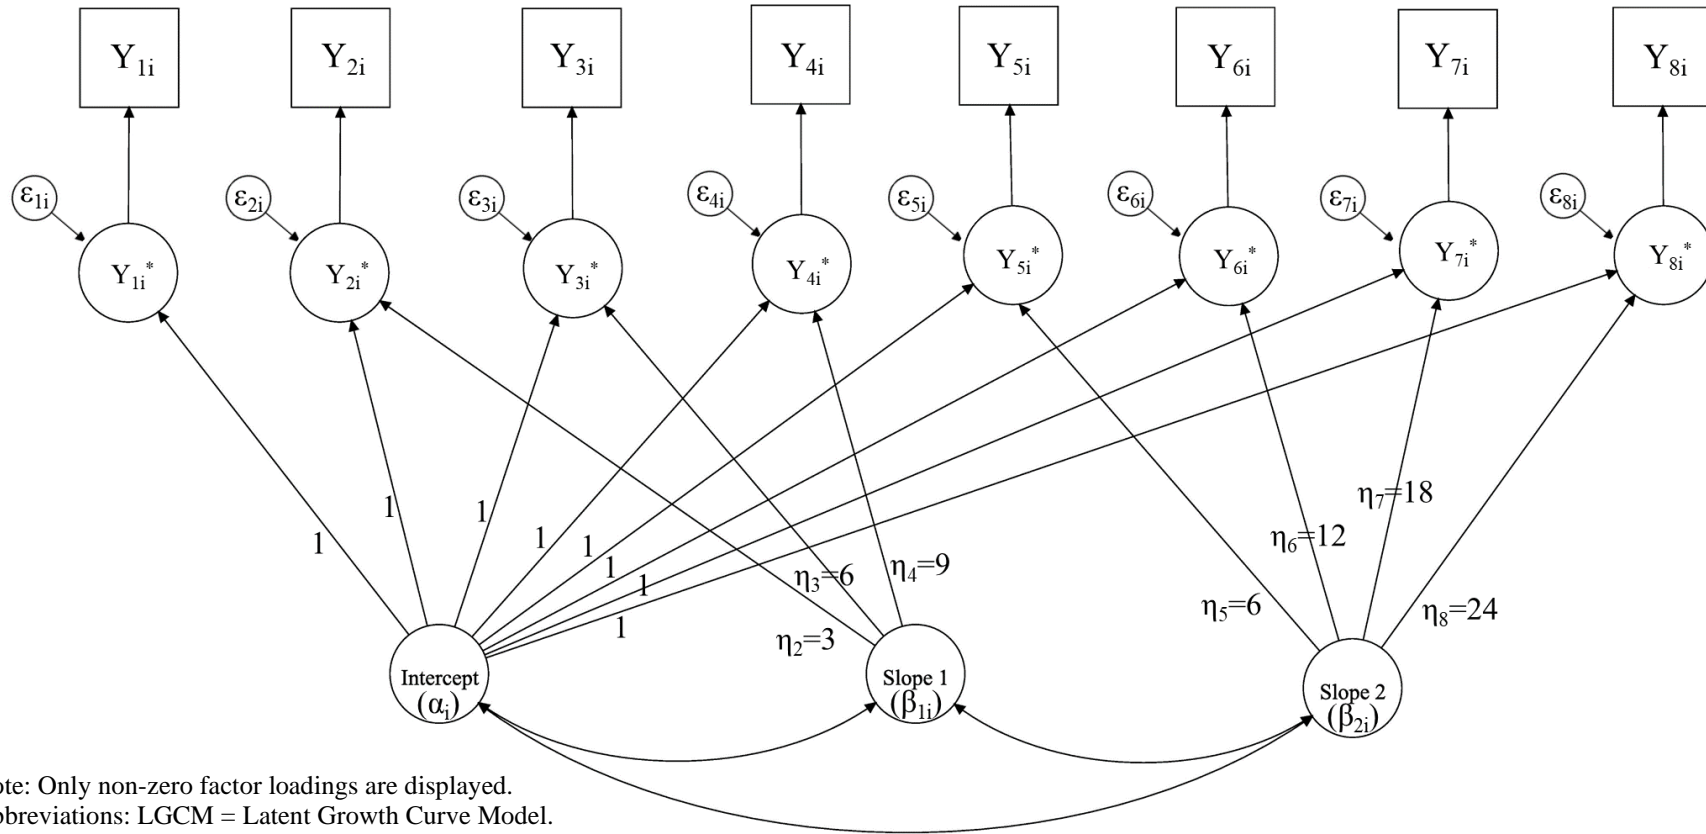 Y1i Y2i Y3i Y4i Y5i Y6i Y7i Y8i
ε1i ε2i ε3i ε4i ε5i ε6i ε7i ε8i
Y1i* Y2i* Y3i* Y4i* Y5i* Y6i* Y7i* Y8i*
1 1 1 1 1 1 1 1
η2=3 η3=6 η4=9 η5=6 η6=12 η7=18 η8=24
Intercept
(αi)
Slope 1
(β1i)
Slope 2
(β2i)
ote: Only non-zero factor loadings are displayed.
bbreviations: LGCM = Latent Growth Curve Model.